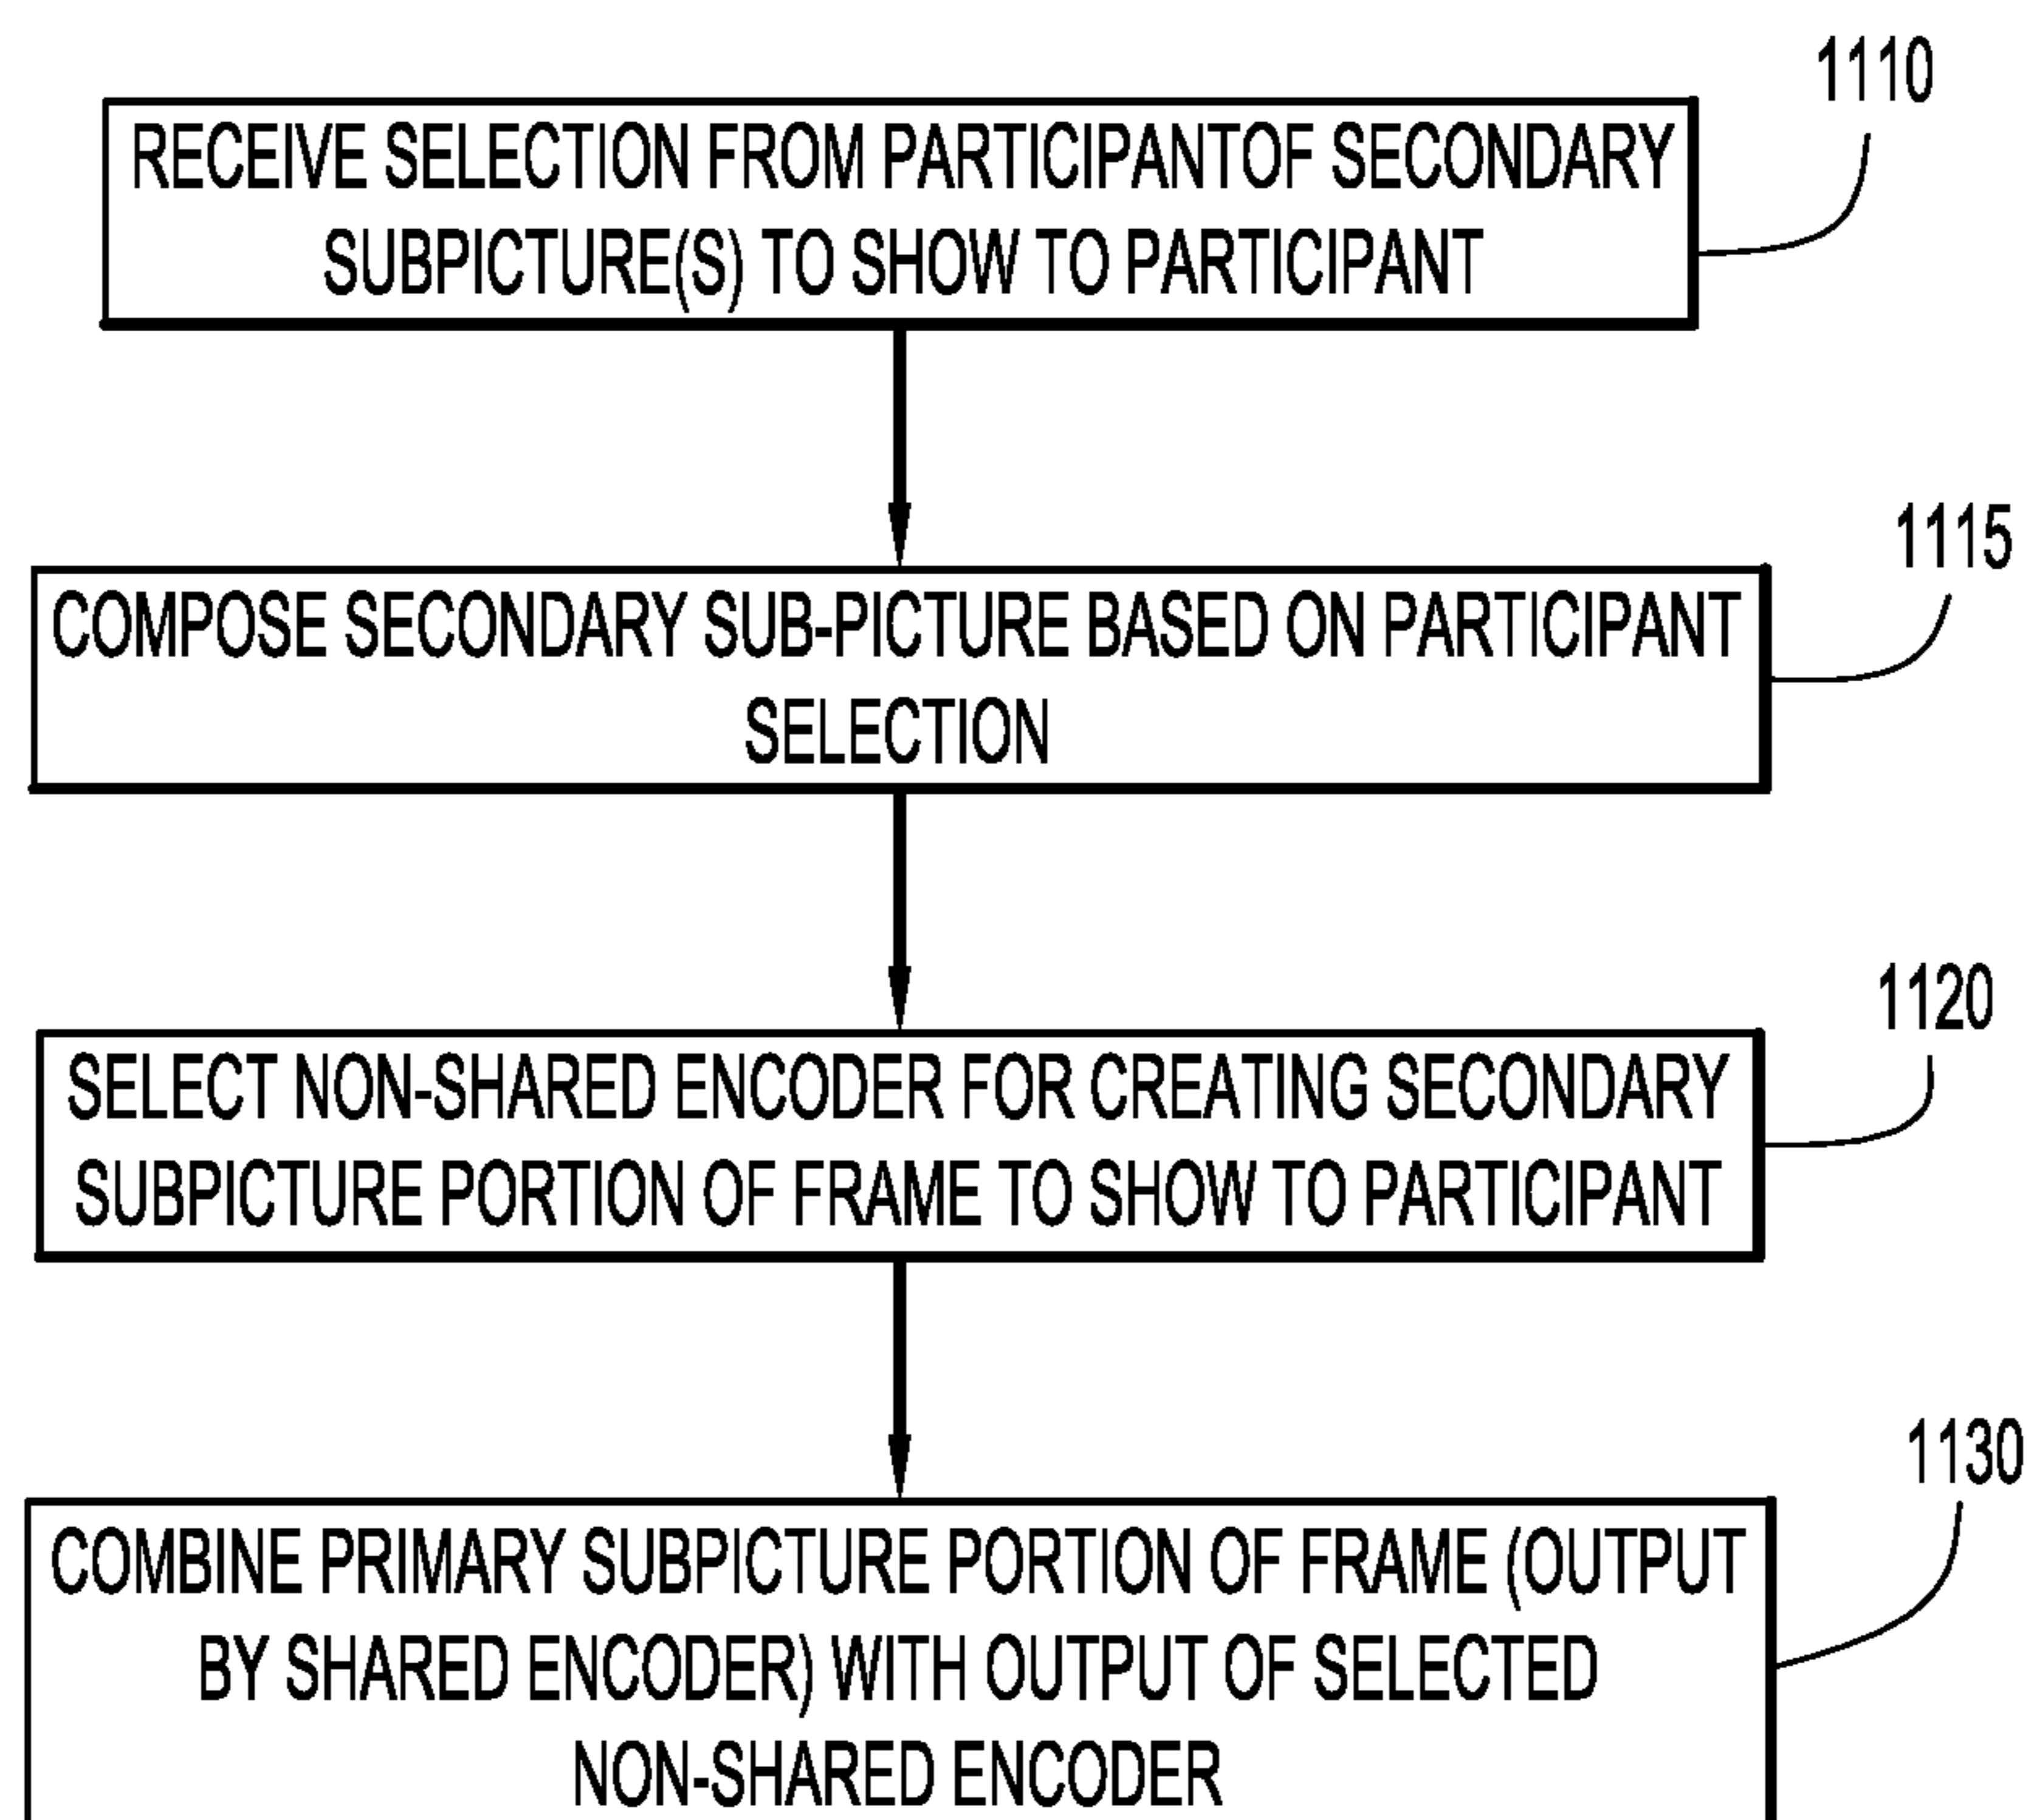 1110
RECEIVE SELECTION FROM PARTICIPANTOF SECONDARY
SUBPICTURE(S) TO SHOW TO PARTICIPANT
1115
COMPOSE SECONDARY SUB-PICTURE BASED ON PARTICIPANT
SELECTION
1120
SELECT NON-SHARED ENCODER FOR CREATING SECONDARY
SUBPICTURE PORTION OF FRAME TO SHOW TO PARTICIPANT
1130
COMBINE PRIMARY SUBPICTURE PORTION OF FRAME (OUTPUT
BY SHARED ENCODER) WITH OUTPUT OF SELECTED
NON-SHARED ENCODER